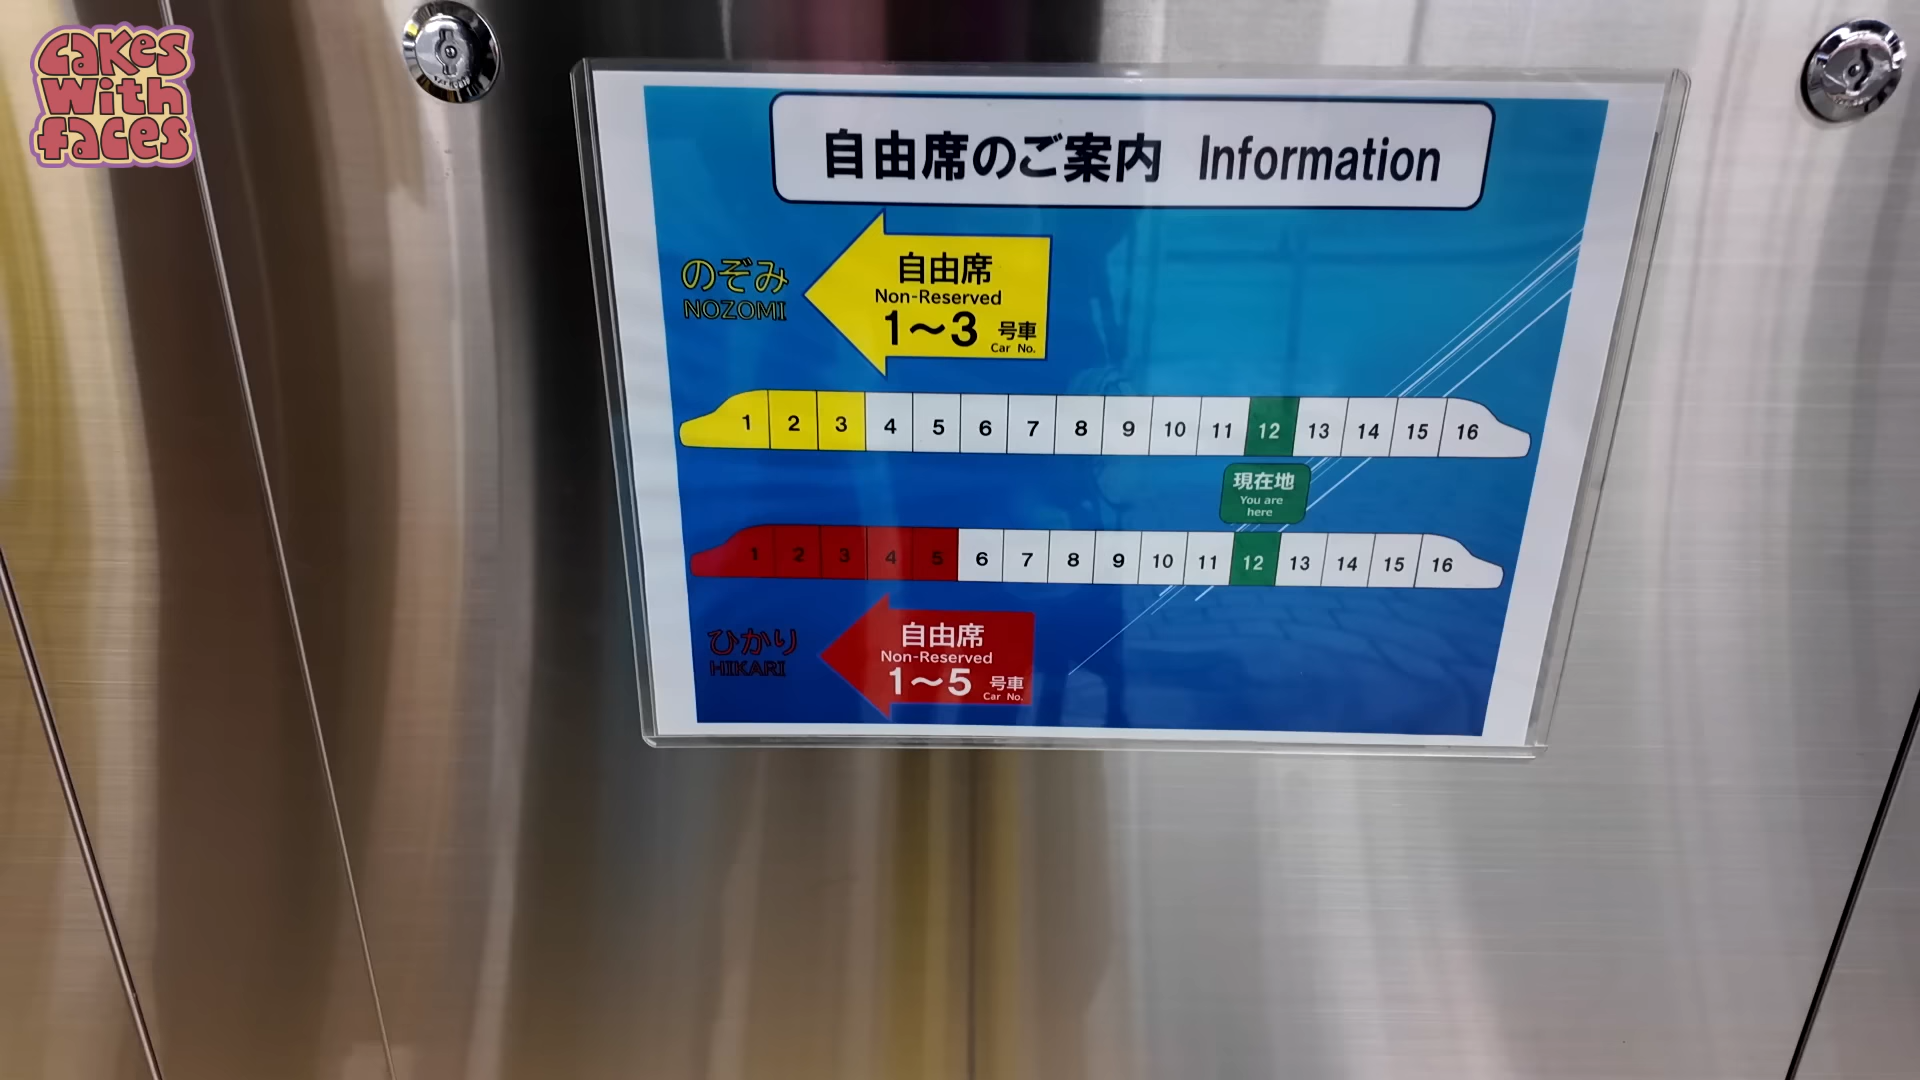 cakes
with
faces
自由席のご案内 Information
のぞみ
NOZOMI
自由席
Non-Reserved
1〜3 号車
Car No.
1 2 3 4 5 6 7 8 9 10 11 12 13 14 15 16
現在地
You are
here
1 2 3 4 5 6 7 8 9 10 11 12 13 14 15 16
ひかり
HIKARI
自由席
Non-Reserved
1〜5 号車
Car No.